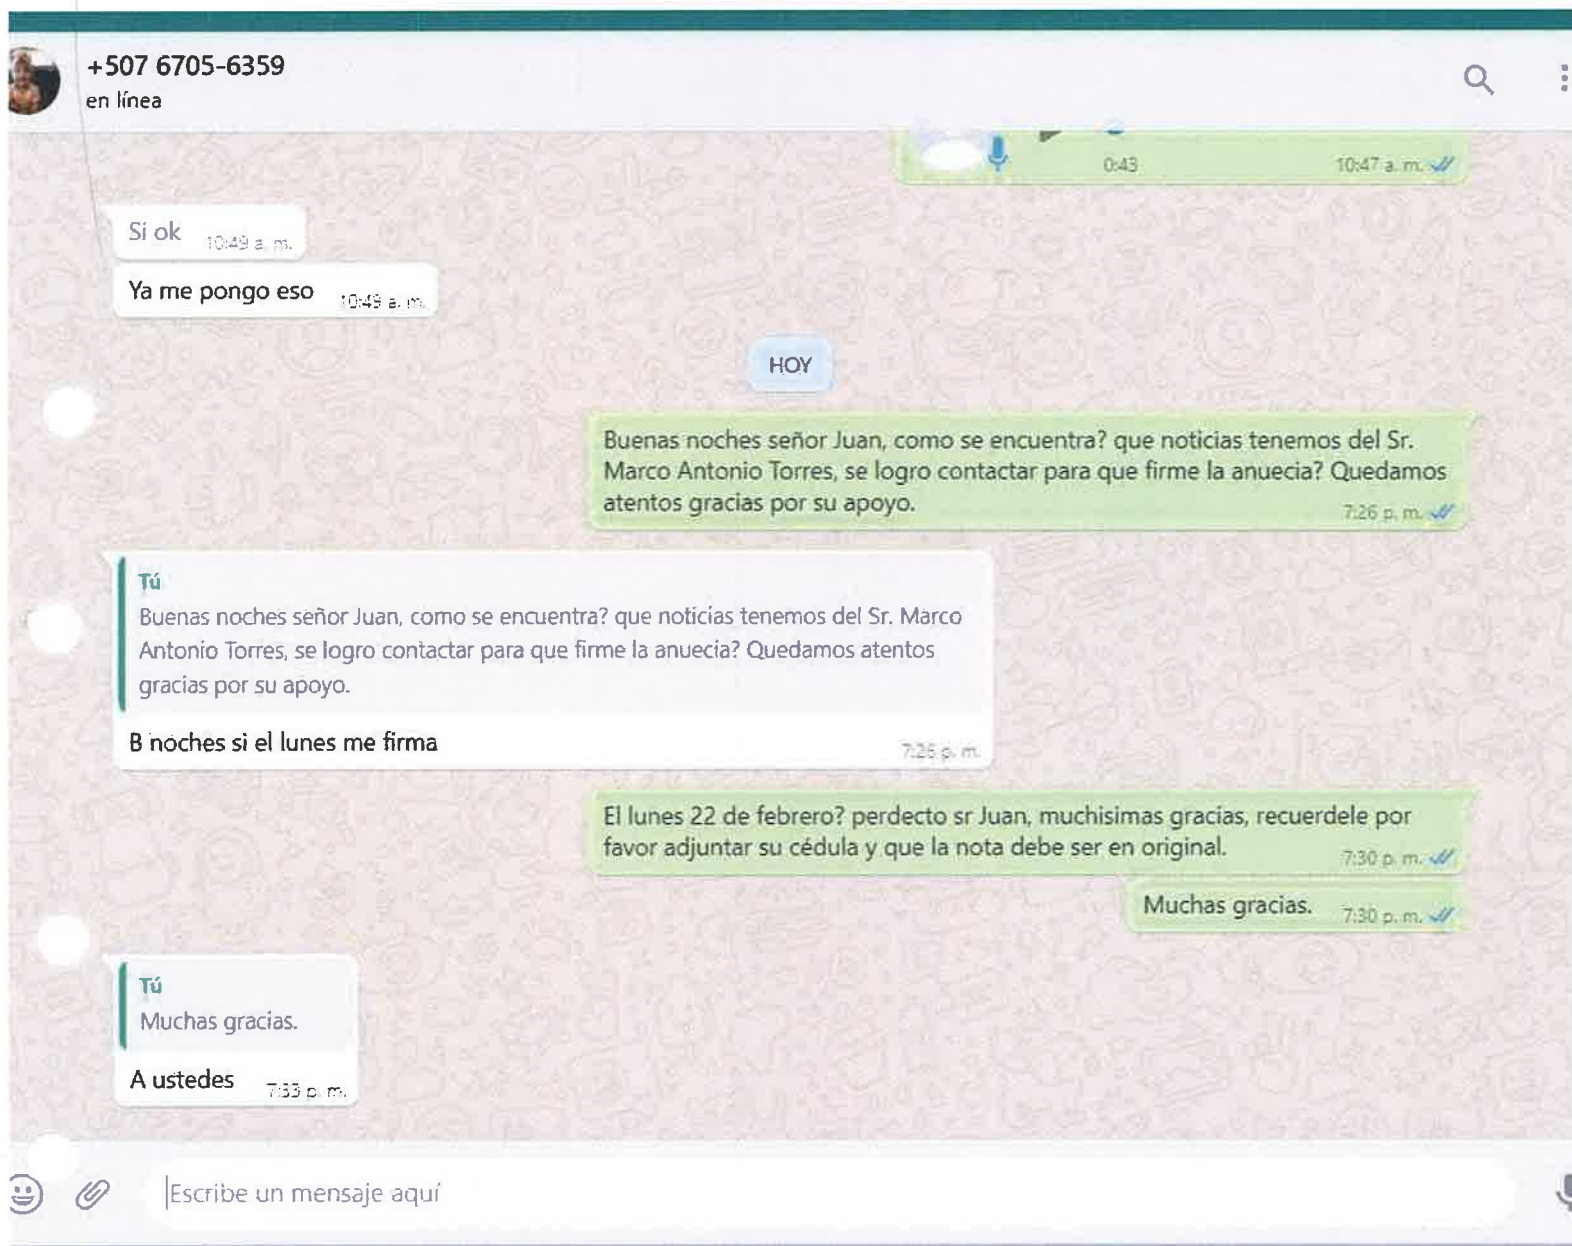 +507 6705-6359
en línea
0:43 10:47 a. m.
Si ok 10:49 a. m.
Ya me pongo eso 10:49 a. m.
HOY
Buenas noches señor Juan, como se encuentra? que noticias tenemos del Sr.
Marco Antonio Torres, se logro contactar para que firme la anuecia? Quedamos
atentos gracias por su apoyo. 7:26 p. m.
Tú
Buenas noches señor Juan, como se encuentra? que noticias tenemos del Sr. Marco
Antonio Torres, se logro contactar para que firme la anuecia? Quedamos atentos
gracias por su apoyo.
B noches si el lunes me firma 7:26 p. m.
El lunes 22 de febrero? perdecto sr Juan, muchisimas gracias, recuerdele por
favor adjuntar su cédula y que la nota debe ser en original. 7:30 p. m.
Muchas gracias. 7:30 p. m.
Tú
Muchas gracias.
A ustedes 7:33 p. m.
Escribe un mensaje aquí